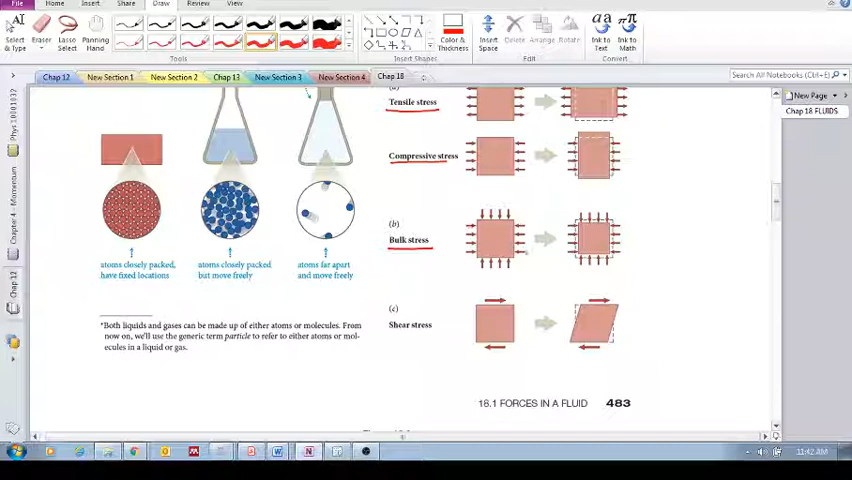 Home
Insert
Draw
Review
View
Select & Type
Eraser
Lasso Select
Panning Hand
Tools
Insert Shapes
Color & Thickness
Insert Space
Delete
Arrange
Rotate
Edit
Ink to Text
Ink to Math
Convert
Chap 12
New Section 1
New Section 2
Chap 13
New Section 3
New Section 4
Chap 18
Search All Notebooks (Ctrl+E)
New Page
Chap 18 FLUIDS
Chapter 4 - Momentum
Chap 12
Tensile stress
Compressive stress
(b)
Bulk stress
(c)
Shear stress
atoms closely packed,
have fixed locations
atoms closely packed
but move freely
atoms far apart
and move freely
*Both liquids and gases can be made up of either atoms or molecules. From
now on, we'll use the generic term particle to refer to either atoms or mol-
ecules in a liquid or gas.
18.1 FORCES IN A FLUID 483
11:42 AM